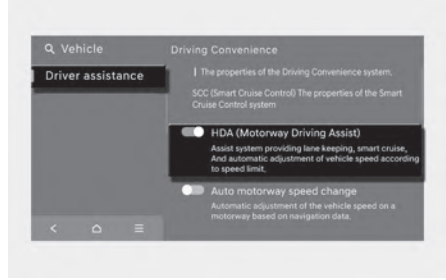 Vehicle
Driving Convenience
Driver assistance
The properties of the Driving Convenience system,
SCC (Smart Cruise Control) The properties of the Smart
Cruise Control system
HDA (Motorway Driving Assist)
Assist system providing lane keeping, smart cruise,
And automatic adjustment of vehicle speed according
to speed limit,
Auto motorway speed change
Automatic adjustment of the vehicle speed on a
motorway based on navigation data.